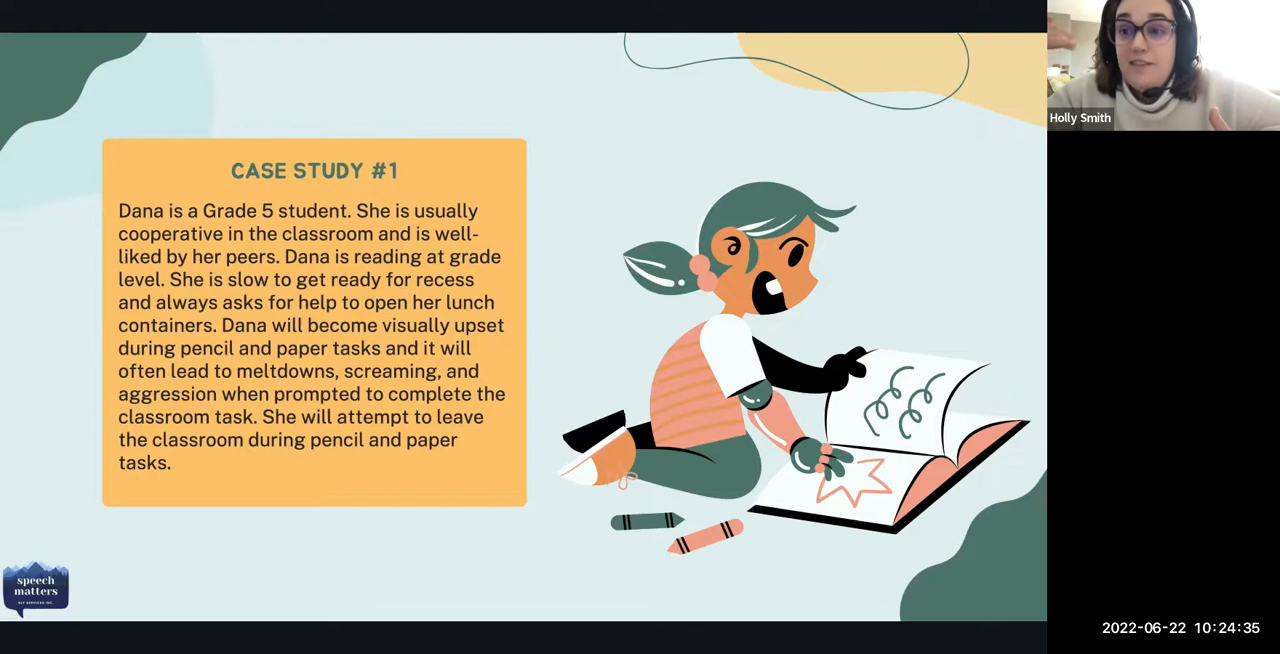 CASE STUDY #1
Dana is a Grade 5 student. She is usually
cooperative in the classroom and is well-
liked by her peers. Dana is reading at grade
level. She is slow to get ready for recess
and always asks for help to open her lunch
containers. Dana will become visually upset
during pencil and paper tasks and it will
often lead to meltdowns, screaming, and
aggression when prompted to complete the
classroom task. She will attempt to leave
the classroom during pencil and paper
tasks.
speech
matters
SLP SERVICES INC.
Holly Smith
2022-06-22 10:24:35